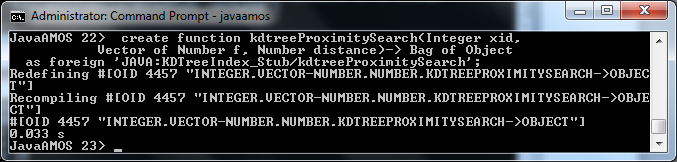 Administrator: Command Prompt - javaamos
JavaAMOS 22>  create function kdtreeProximitySearch(Integer xid,
            Vector of Number f, Number distance)-> Bag of Object
  as foreign 'JAVA:KDTreeIndex_Stub/kdtreeProximitySearch';
Redefining #[OID 4457 "INTEGER.VECTOR-NUMBER.NUMBER.KDTREEPROXIMITYSEARCH->OBJEC
T"]
Recompiling #[OID 4457 "INTEGER.VECTOR-NUMBER.NUMBER.KDTREEPROXIMITYSEARCH->OBJE
CT"]
#[OID 4457 "INTEGER.VECTOR-NUMBER.NUMBER.KDTREEPROXIMITYSEARCH->OBJECT"]
0.033 s
JavaAMOS 23> _